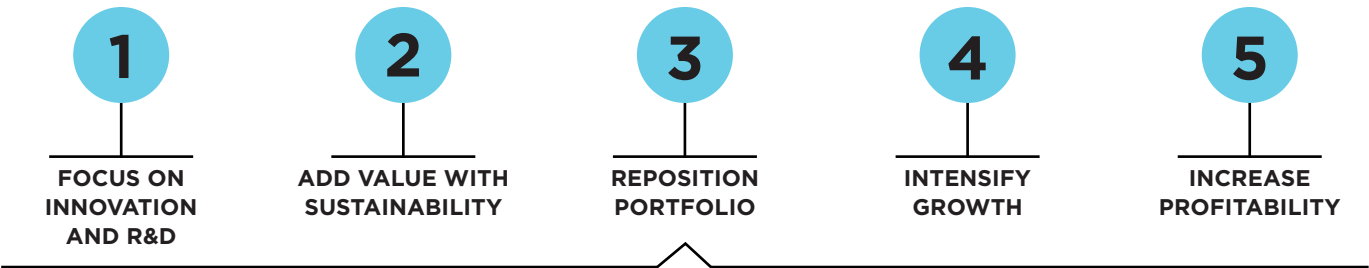 1
FOCUS ON
INNOVATION
AND R&D
2
ADD VALUE WITH
SUSTAINABILITY
3
REPOSITION
PORTFOLIO
4
INTENSIFY
GROWTH
5
INCREASE
PROFITABILITY